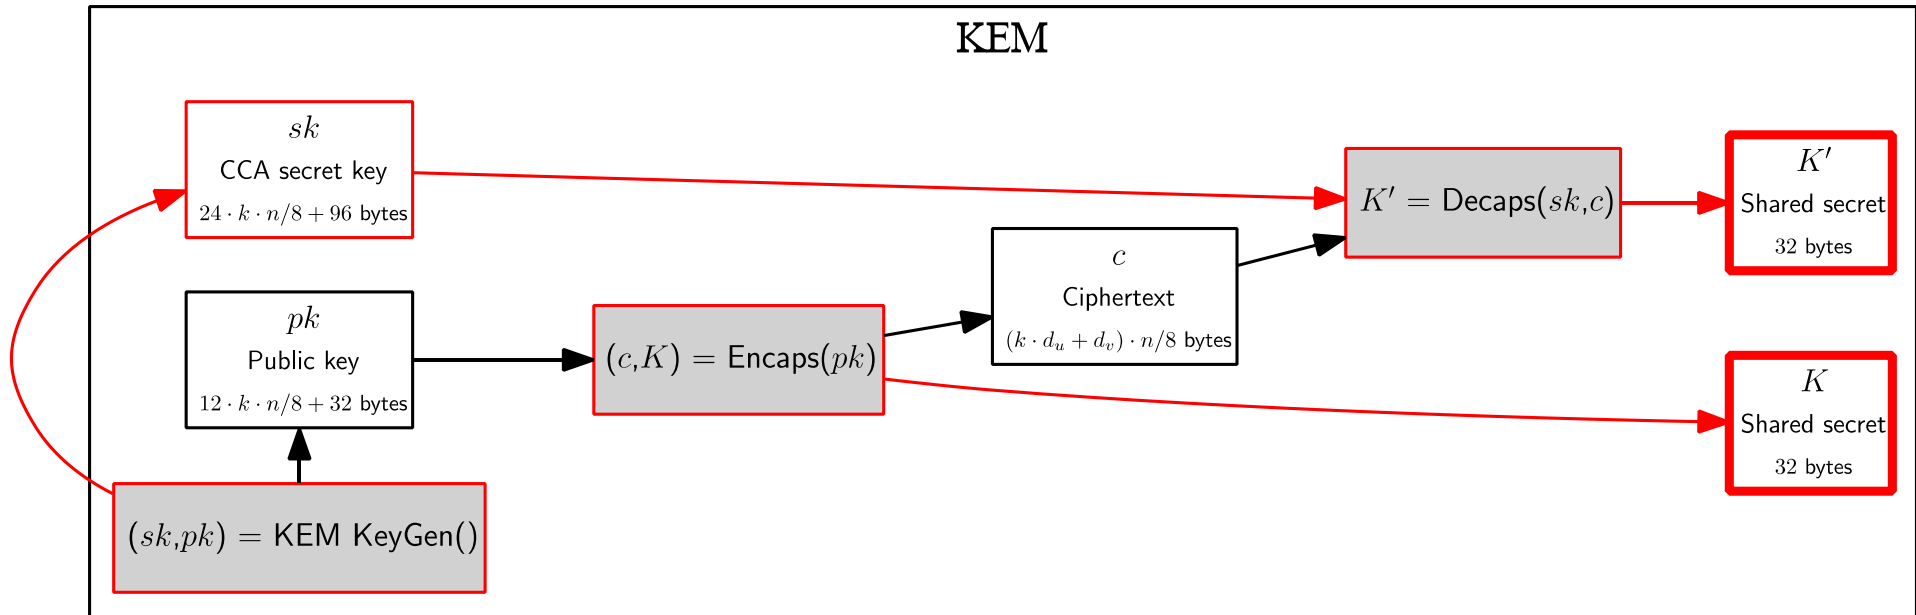 KEM
sk
CCA secret key
24 · k · n/8 + 96 bytes
pk
Public key
12 · k · n/8 + 32 bytes
(sk,pk) = KEM KeyGen()
(c,K) = Encaps(pk)
c
Ciphertext
(k · d_u + d_v) · n/8 bytes
K′ = Decaps(sk,c)
K′
Shared secret
32 bytes
K
Shared secret
32 bytes